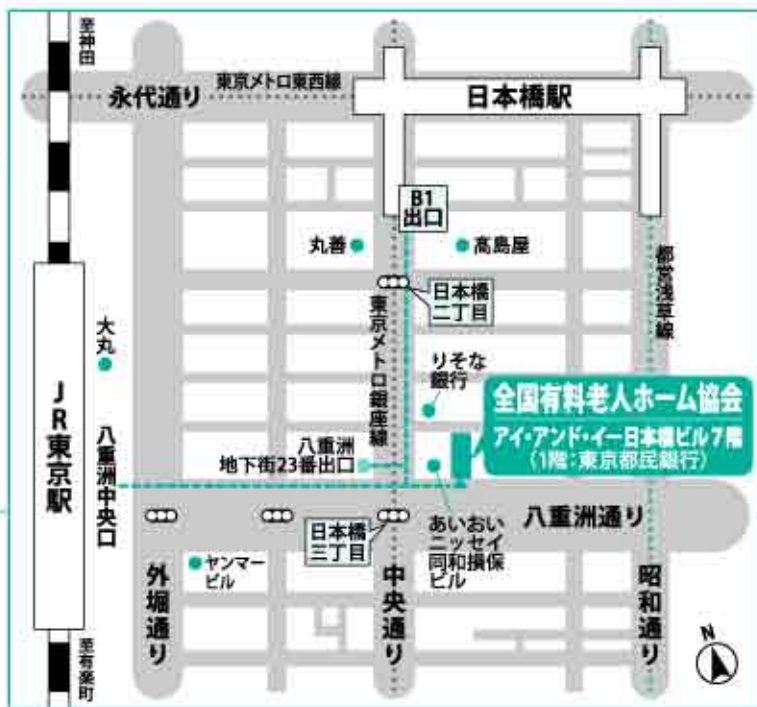 至神田
永代通り
東京メトロ東西線
日本橋駅
B1
出口
丸善
髙島屋
日本橋
二丁目
都営浅草線
東京メトロ銀座線
大丸
りそな
銀行
JR東京駅
八重洲中央口
全国有料老人ホーム協会
アイ・アンド・イー日本橋ビル7階
(1階:東京都民銀行)
八重洲
地下街23番出口
日本橋
三丁目
あいおい
ニッセイ
同和損保
ビル
八重洲通り
ヤンマー
ビル
外堀通り
中央通り
昭和通り
至有楽町
N